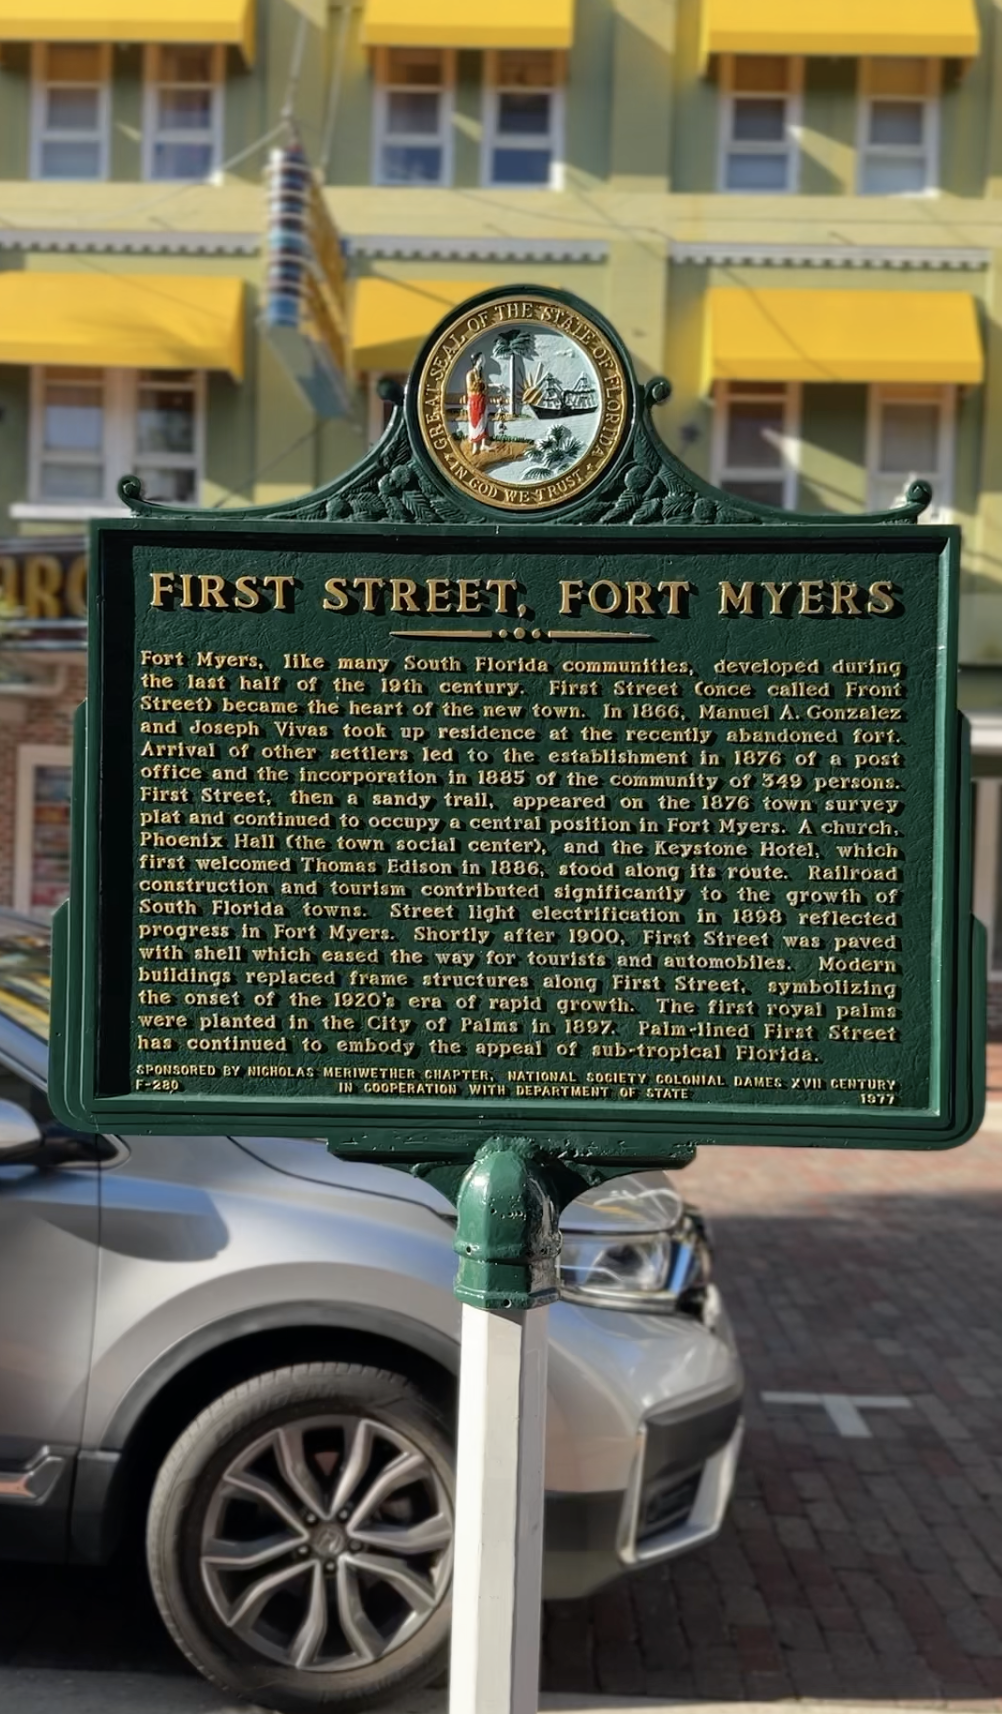 GREAT SEAL OF THE STATE OF FLORIDA
IN GOD WE TRUST
FIRST STREET, FORT MYERS
Fort Myers, like many South Florida communities, developed during
the last half of the 19th century. First Street (once called Front
Street) became the heart of the new town. In 1866, Manuel A. Gonzalez
and Joseph Vivas took up residence at the recently abandoned fort.
Arrival of other settlers led to the establishment in 1876 of a post
office and the incorporation in 1885 of the community of 349 persons.
First Street, then a sandy trail, appeared on the 1876 town survey
plat and continued to occupy a central position in Fort Myers. A church,
Phoenix Hall (the town social center), and the Keystone Hotel, which
first welcomed Thomas Edison in 1886, stood along its route. Railroad
construction and tourism contributed significantly to the growth of
South Florida towns. Street light electrification in 1898 reflected
progress in Fort Myers. Shortly after 1900, First Street was paved
with shell which eased the way for tourists and automobiles. Modern
buildings replaced frame structures along First Street, symbolizing
the onset of the 1920's era of rapid growth. The first royal palms
were planted in the City of Palms in 1897. Palm-lined First Street
has continued to embody the appeal of sub-tropical Florida.
SPONSORED BY NICHOLAS MERIWETHER CHAPTER, NATIONAL SOCIETY COLONIAL DAMES XVII CENTURY
F-280 IN COOPERATION WITH DEPARTMENT OF STATE 1977